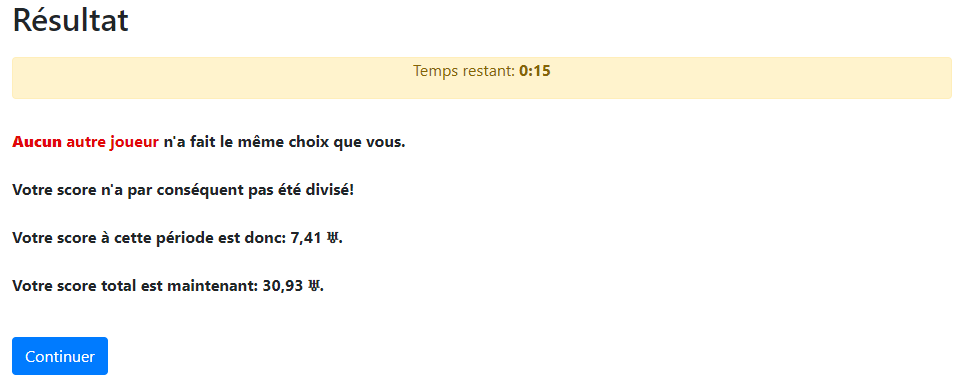 Résultat
Temps restant: 0:15
Aucun autre joueur n'a fait le même choix que vous.
Votre score n'a par conséquent pas été divisé!
Votre score à cette période est donc: 7,41 ♅.
Votre score total est maintenant: 30,93 ♅.
Continuer